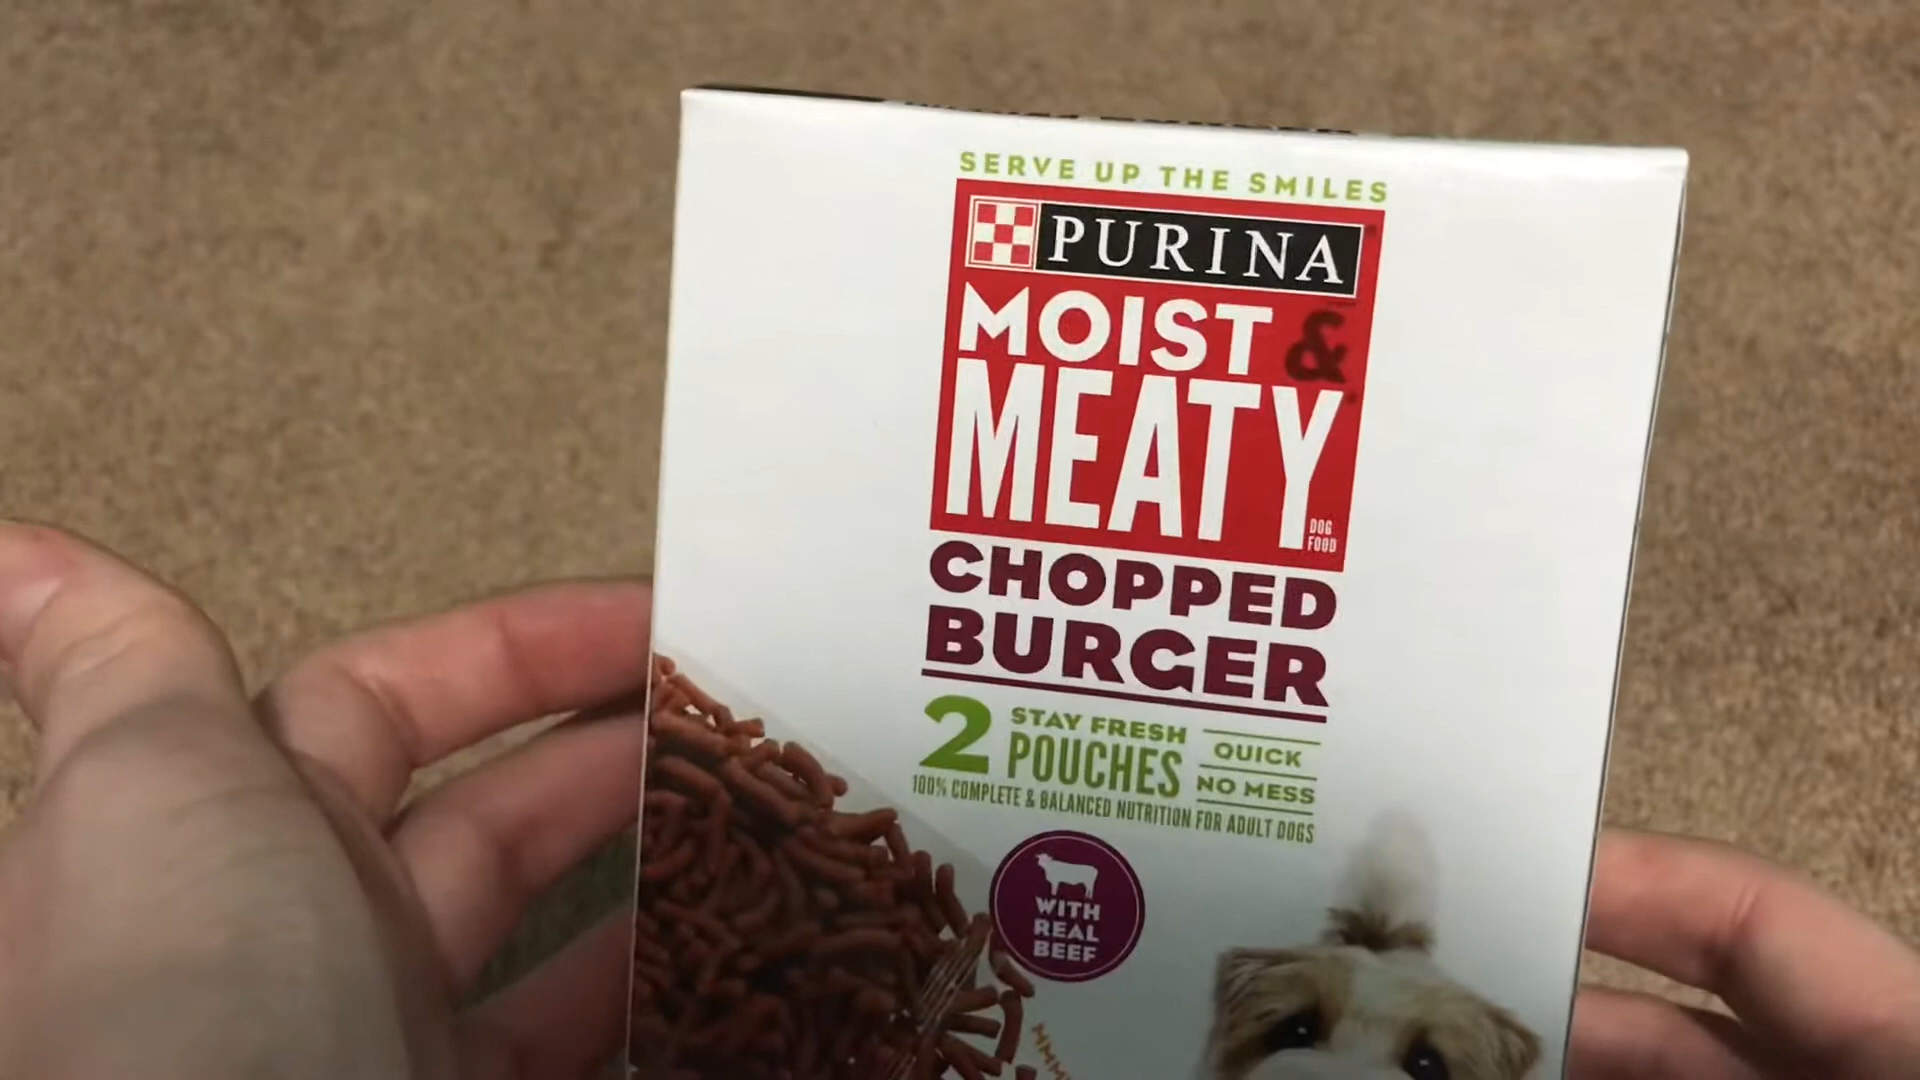 SERVE UP THE SMILES
PURINA
MOIST &
MEATY
DOG
FOOD
CHOPPED
BURGER
2 STAY FRESH
POUCHES
QUICK
NO MESS
100% COMPLETE & BALANCED NUTRITION FOR ADULT DOGS
WITH
REAL
BEEF